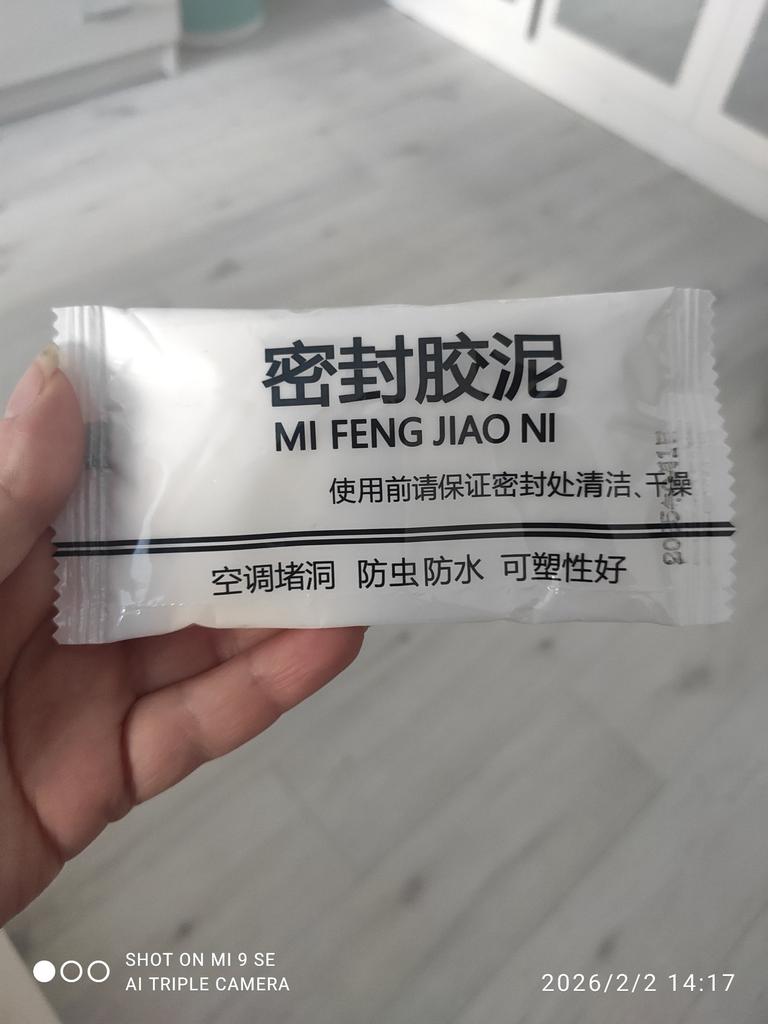 密封胶泥
MI FENG JIAO NI
使用前请保证密封处清洁、干燥
空调堵洞 防虫防水 可塑性好
SHOT ON MI 9 SE
AI TRIPLE CAMERA
2026/2/2 14:17